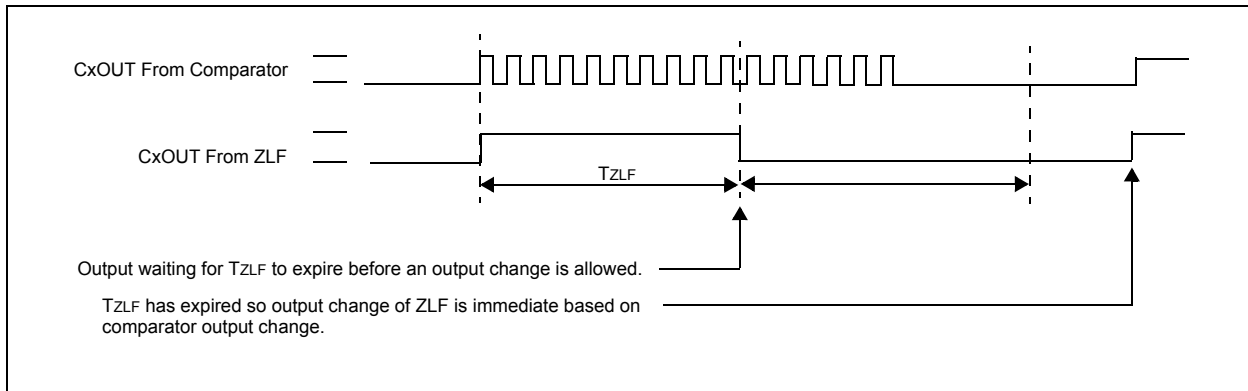 CxOUT From Comparator
CxOUT From ZLF
TZLF
Output waiting for TZLF to expire before an output change is allowed.
TZLF has expired so output change of ZLF is immediate based on
comparator output change.